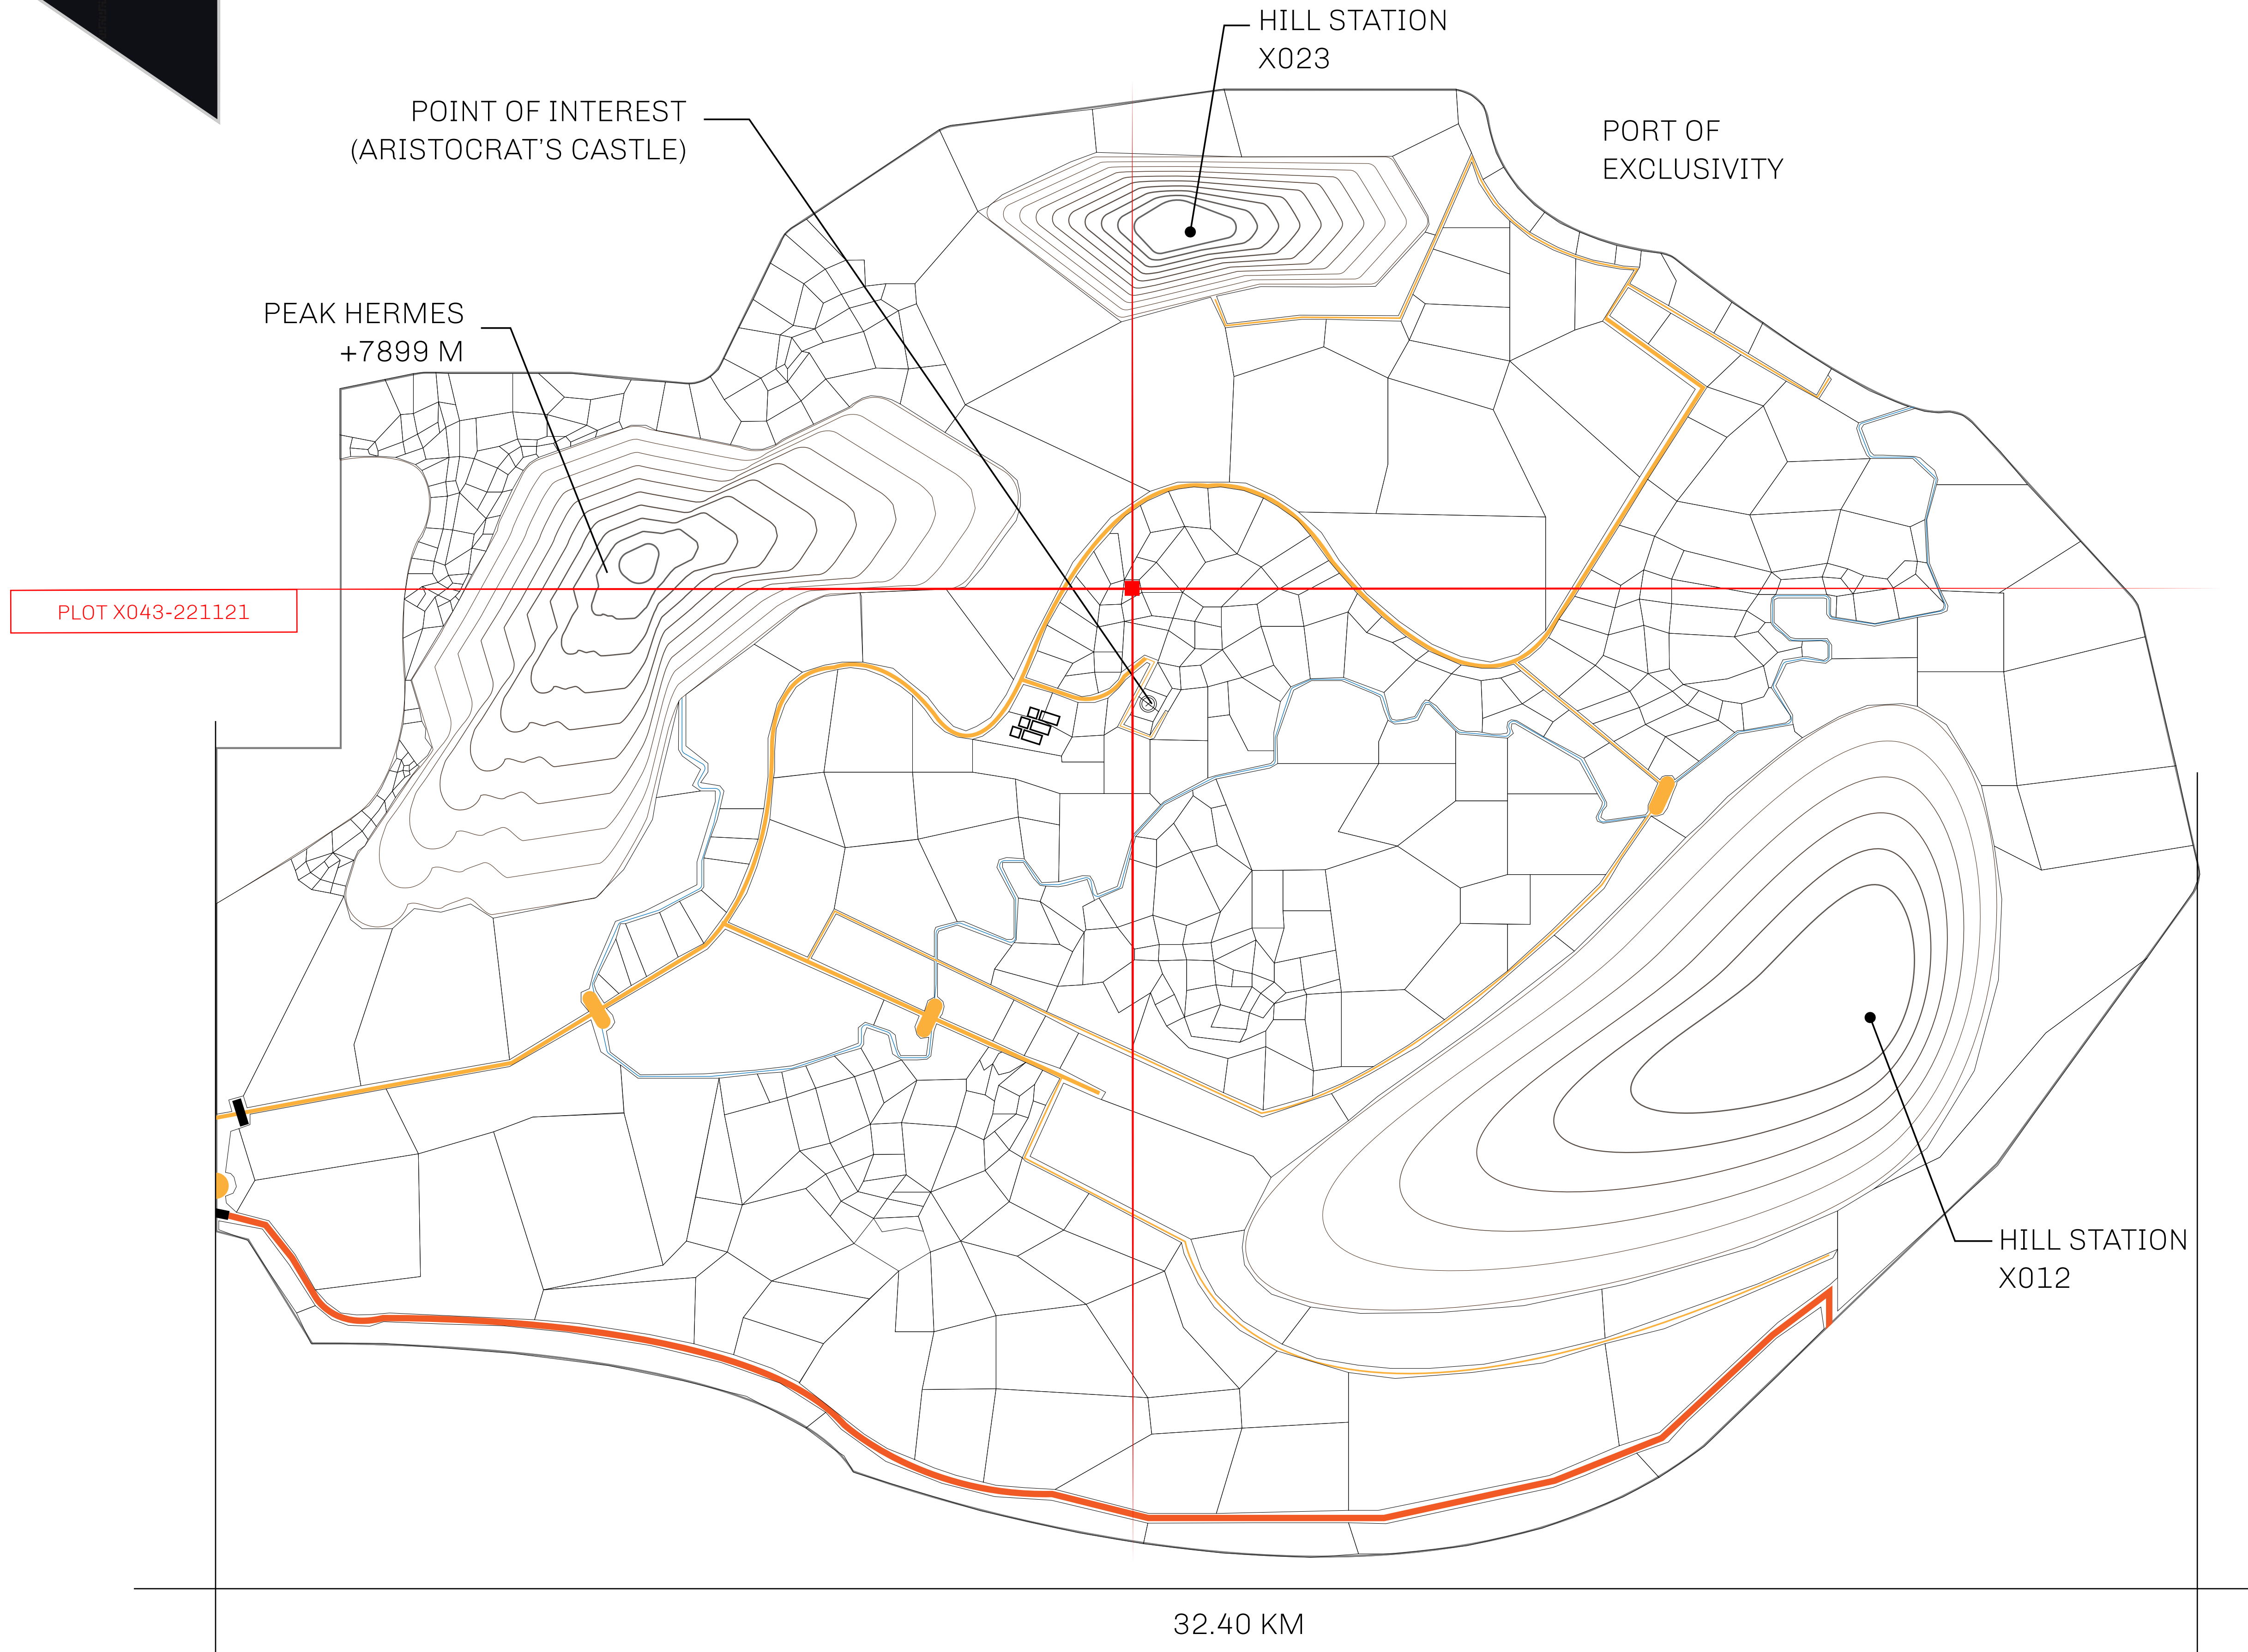 HILL STATION
X023
POINT OF INTEREST
(ARISTOCRAT'S CASTLE)
PORT OF
EXCLUSIVITY
PEAK HERMES
+7899 M
PLOT X043-221121
HILL STATION
X012
32.40 KM